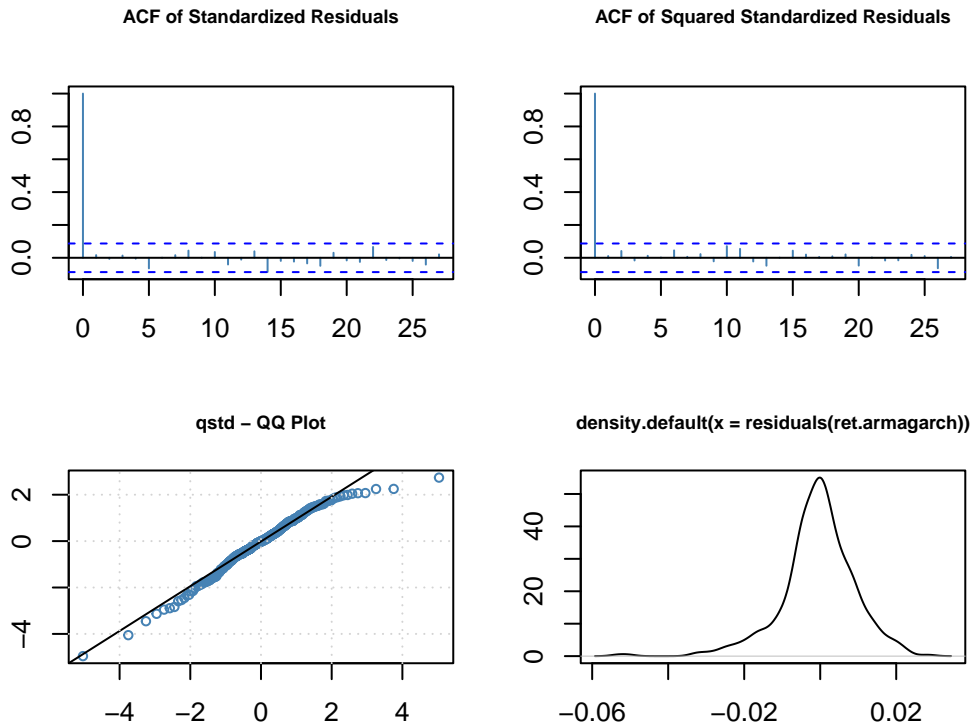 ACF of Standardized Residuals
0.0 0.4 0.8
0 5 10 15 20 25
ACF of Squared Standardized Residuals
0.0 0.4 0.8
0 5 10 15 20 25
qstd − QQ Plot
−4 0 2
−4 −2 0 2 4
density.default(x = residuals(ret.armagarch))
0 20 40
−0.06 −0.02 0.02